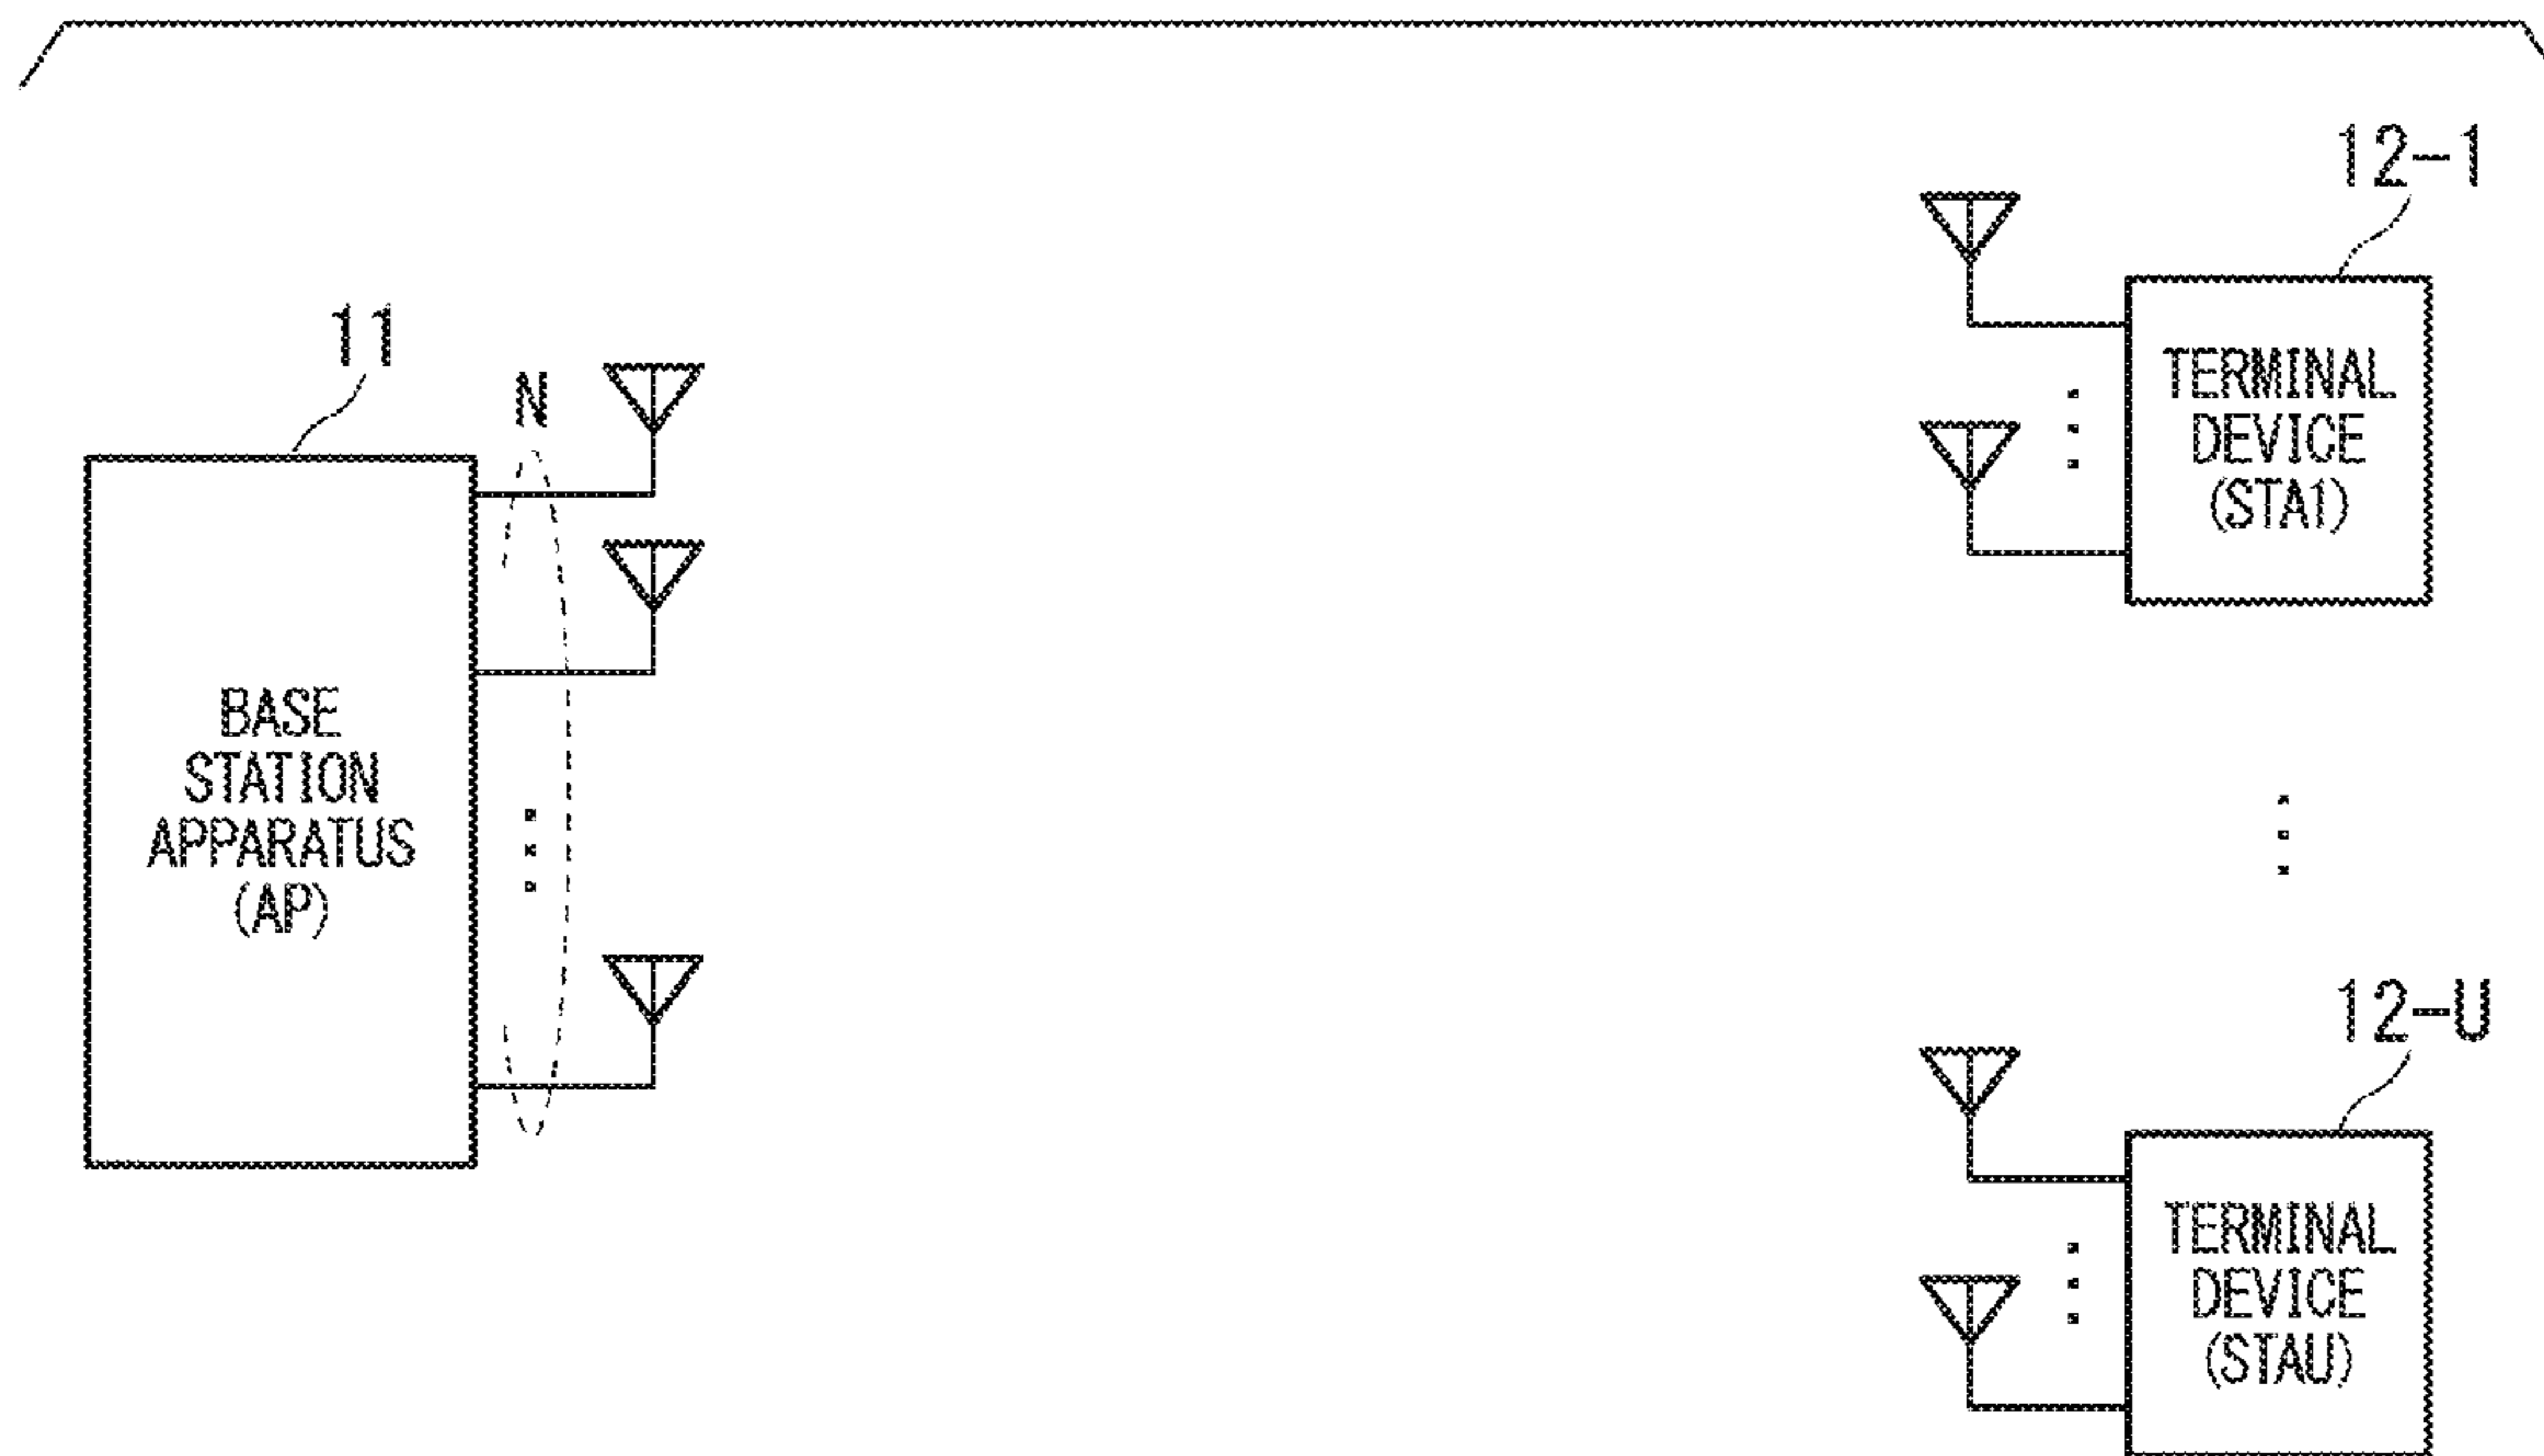 11
N
BASE
STATION
APPARATUS
(AP)
12-1
TERMINAL
DEVICE
(STA1)
12-U
TERMINAL
DEVICE
(STAU)